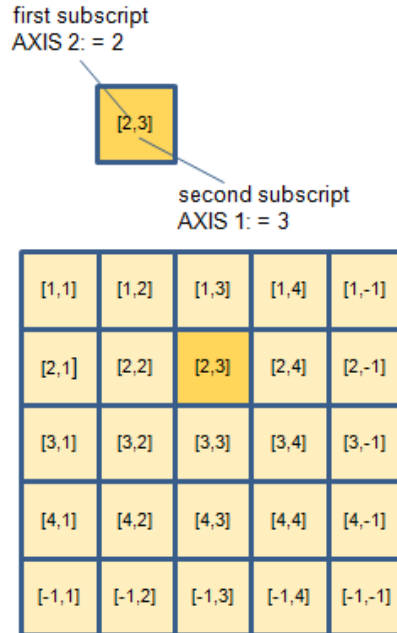 first subscript
AXIS 2: = 2
[2,3]
second subscript
AXIS 1: = 3
[1,1] [1,2] [1,3] [1,4] [1,-1]
[2,1] [2,2] [2,3] [2,4] [2,-1]
[3,1] [3,2] [3,3] [3,4] [3,-1]
[4,1] [4,2] [4,3] [4,4] [4,-1]
[-1,1] [-1,2] [-1,3] [-1,4] [-1,-1]